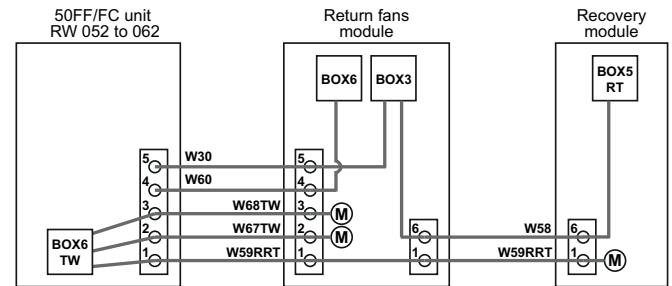 50FF/FC unit
RW 052 to 062
Return fans
module
Recovery
module
BOX6
BOX3
BOX5
RT
5
W30
5
4
W60
4
3
W68TW
3
M
2
W67TW
2
M
6
W58
6
BOX6
TW
1
W59RRT
1
1
W59RRT
1
M